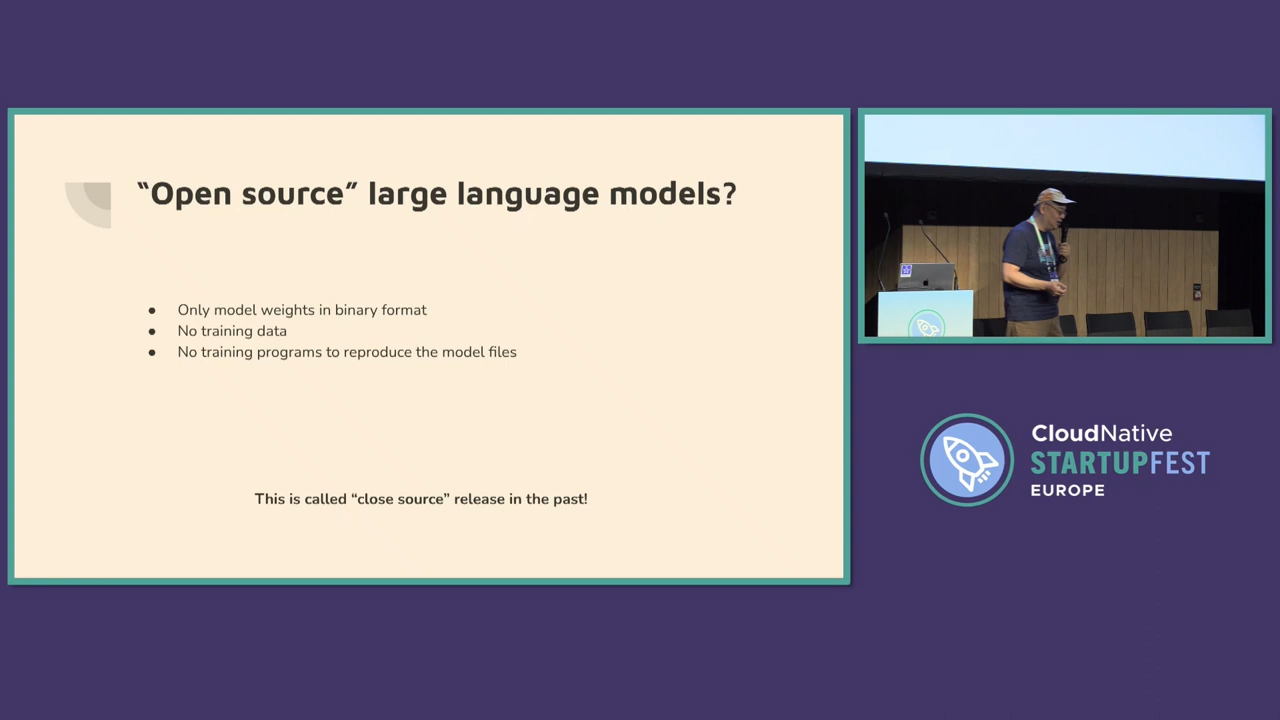 “Open source” large language models?
● Only model weights in binary format
● No training data
● No training programs to reproduce the model files
This is called “close source” release in the past!
CloudNative
STARTUPFEST
EUROPE